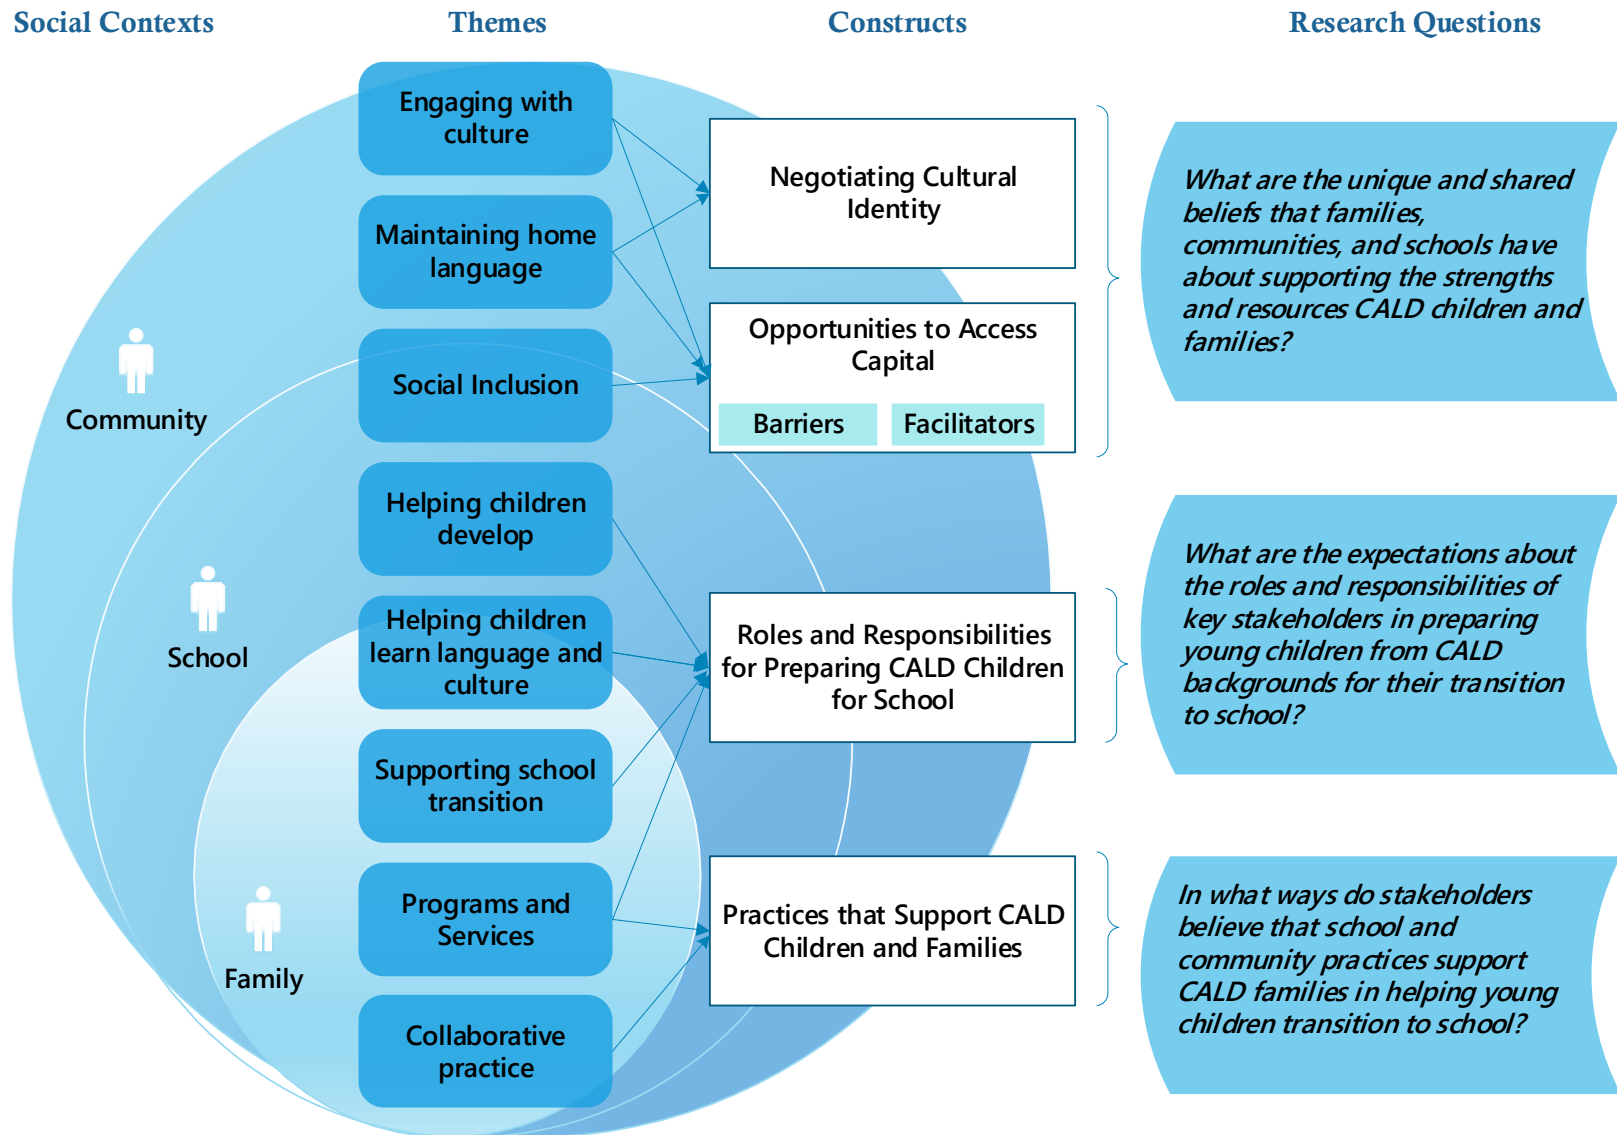 Social Contexts
Themes
Constructs
Research Questions
Engaging with
culture
Maintaining home
language
Social Inclusion
Helping children
develop
Helping children
learn language and
culture
Supporting school
transition
Programs and
Services
Collaborative
practice
Community
School
Family
Negotiating Cultural
Identity
Opportunities to Access
Capital
Barriers
Facilitators
Roles and Responsibilities
for Preparing CALD Children
for School
Practices that Support CALD
Children and Families
What are the unique and shared
beliefs that families,
communities, and schools have
about supporting the strengths
and resources CALD children and
families?
What are the expectations about
the roles and responsibilities of
key stakeholders in preparing
young children from CALD
backgrounds for their transition
to school?
In what ways do stakeholders
believe that school and
community practices support
CALD families in helping young
children transition to school?